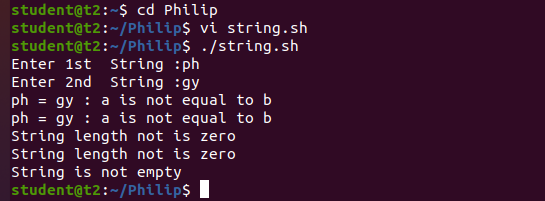 student@t2:~$ cd Philip
student@t2:~/Philip$ vi string.sh
student@t2:~/Philip$ ./string.sh
Enter 1st  String :ph
Enter 2nd  String :gy
ph = gy : a is not equal to b
ph = gy : a is not equal to b
String length not is zero
String length not is zero
String is not empty
student@t2:~/Philip$